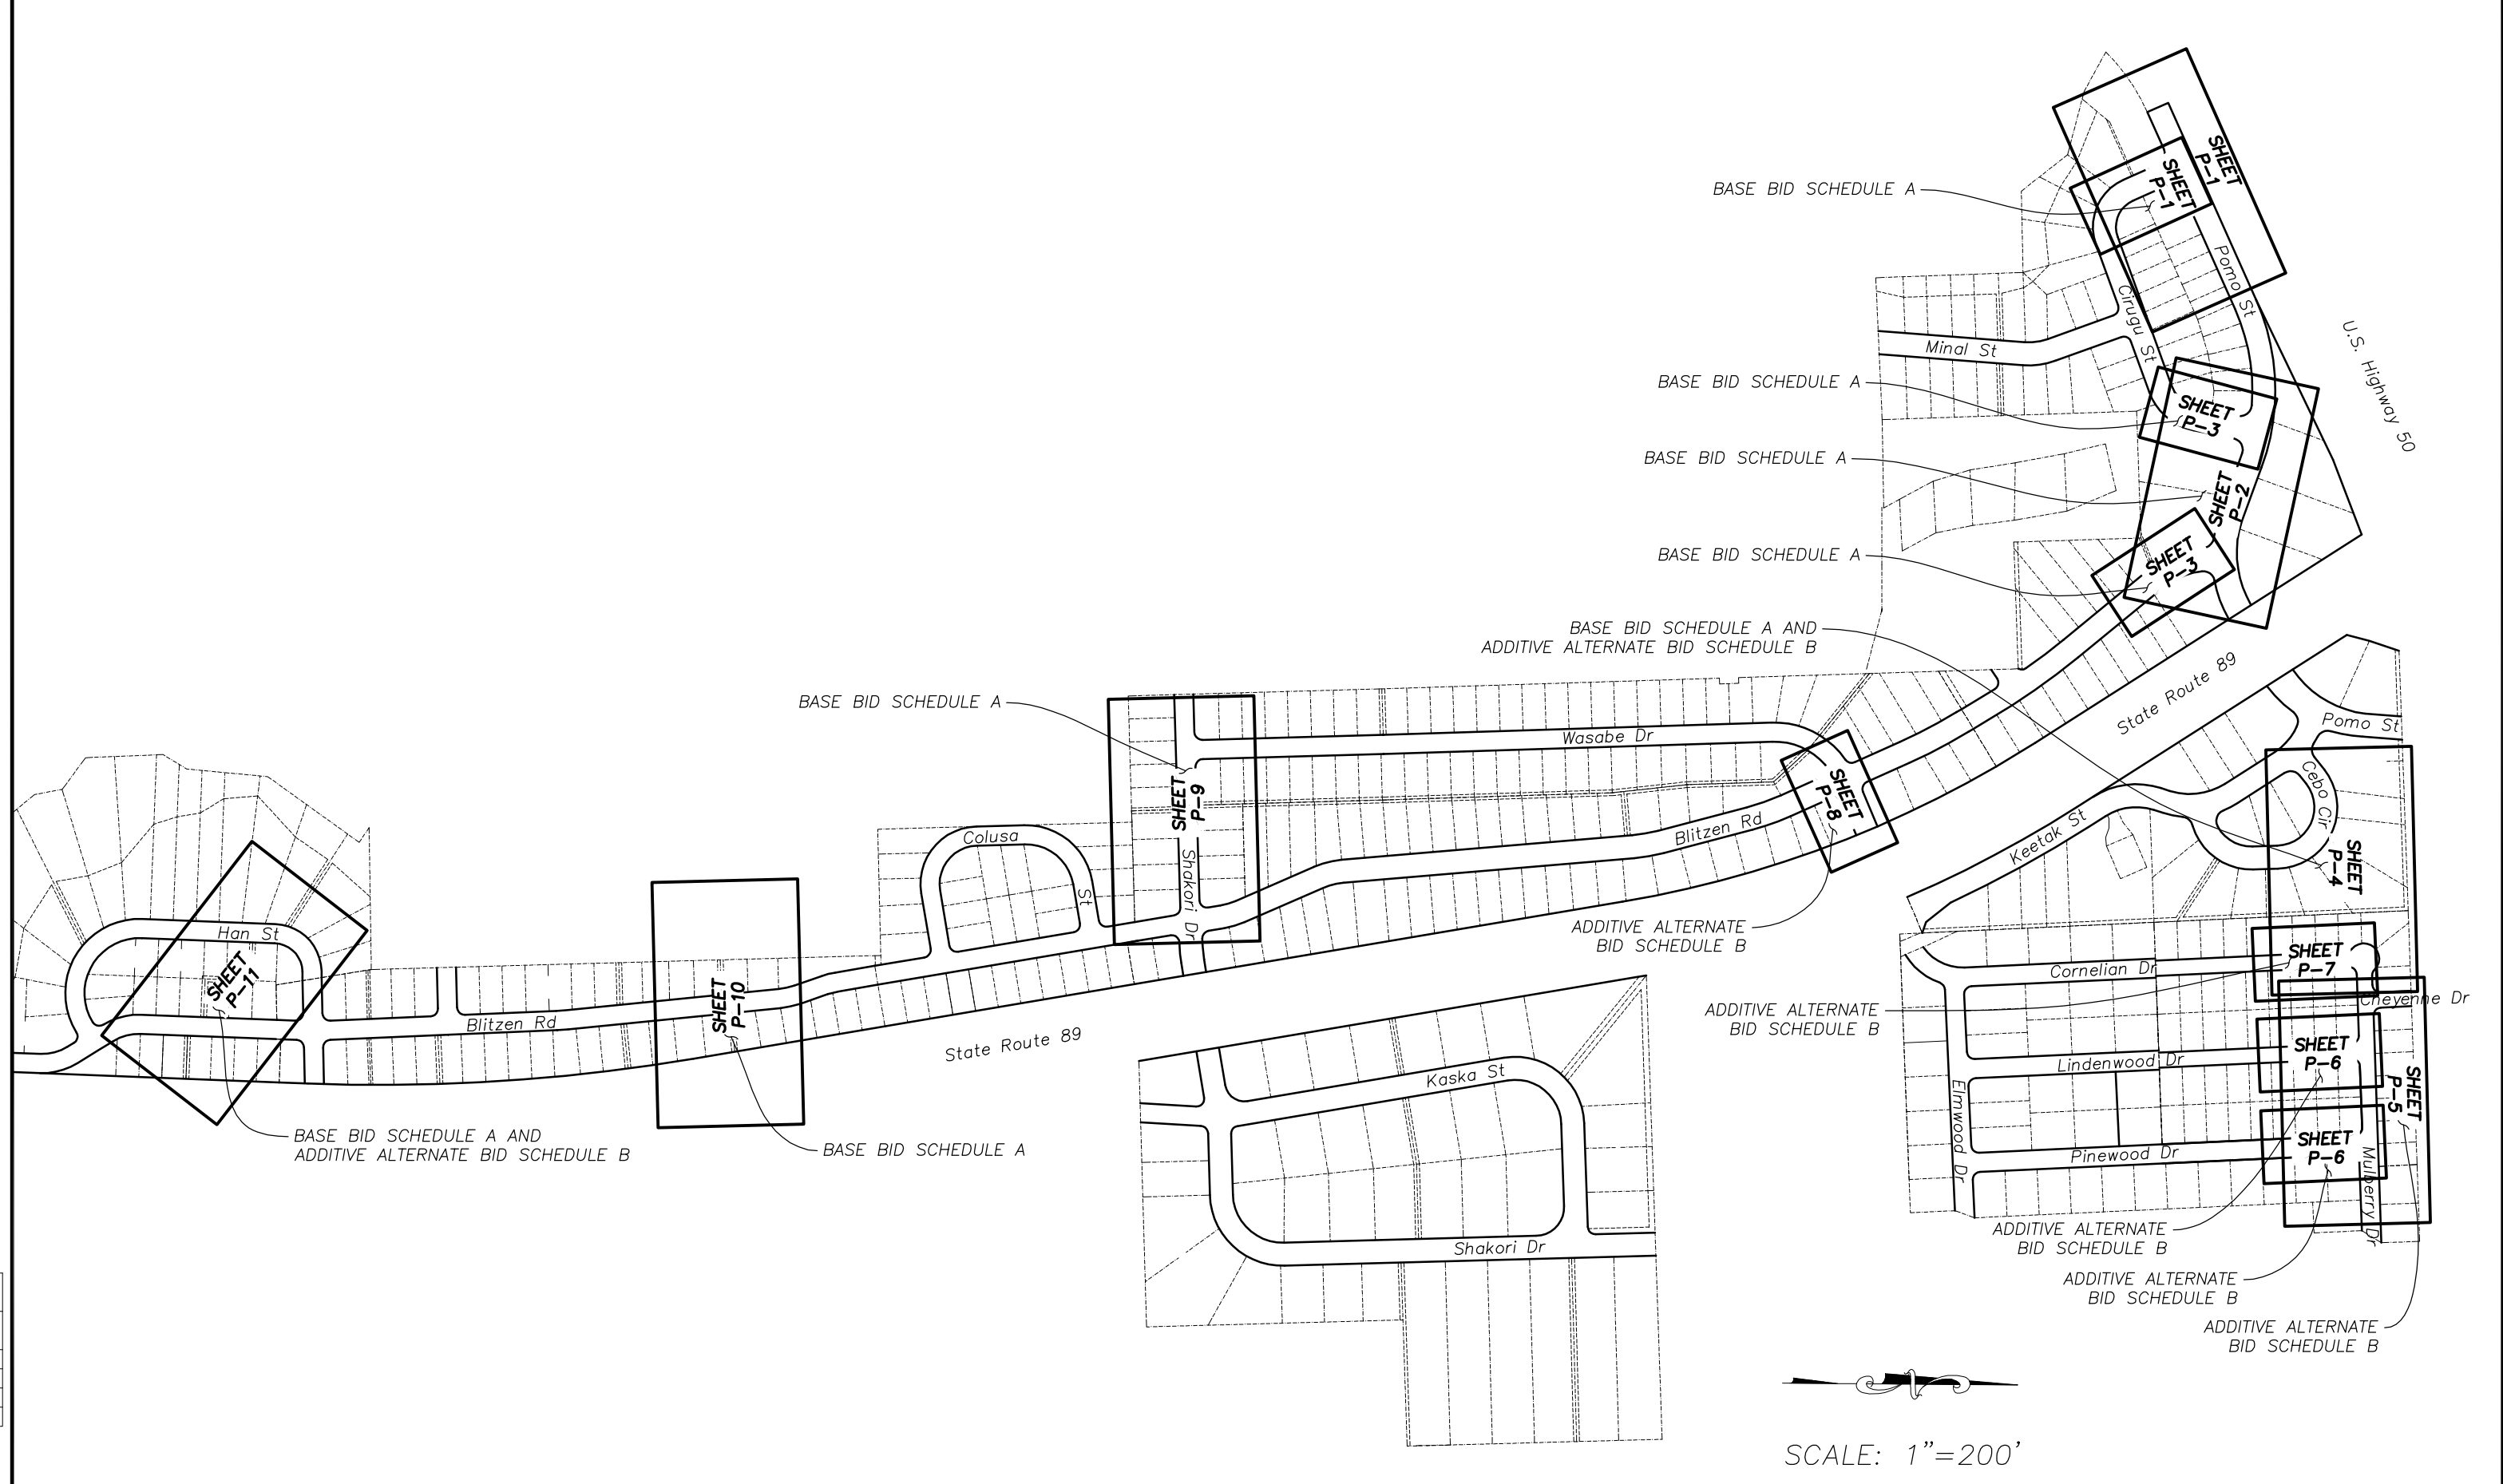 SHEET
P-1
SHEET
P-1
BASE BID SCHEDULE A
Pomo St
Cirugu St
Minal St
U.S. Highway 50
BASE BID SCHEDULE A
SHEET
P-3
BASE BID SCHEDULE A
SHEET
P-2
BASE BID SCHEDULE A
SHEET
P-3
BASE BID SCHEDULE A AND
ADDITIVE ALTERNATE BID SCHEDULE B
State Route 89
BASE BID SCHEDULE A
Pomo St
Wasabe Dr
Cebo Cir
SHEET
P-9
SHEET
P-8
Blitzen Rd
Keetak St
Colusa
St
Shakori Dr
SHEET
P-4
ADDITIVE ALTERNATE
BID SCHEDULE B
Han St
SHEET
P-11
SHEET
P-10
SHEET
P-7
Cornelian Dr
Cheyenne Dr
ADDITIVE ALTERNATE
BID SCHEDULE B
Blitzen Rd
State Route 89
SHEET
P-6
Lindenwood Dr
Kaska St
SHEET
P-5
Elmwood Dr
BASE BID SCHEDULE A AND
ADDITIVE ALTERNATE BID SCHEDULE B
BASE BID SCHEDULE A
SHEET
P-6
Pinewood Dr
Mulberry Dr
ADDITIVE ALTERNATE
BID SCHEDULE B
Shakori Dr
ADDITIVE ALTERNATE
BID SCHEDULE B
ADDITIVE ALTERNATE
BID SCHEDULE B
SCALE: 1"=200'